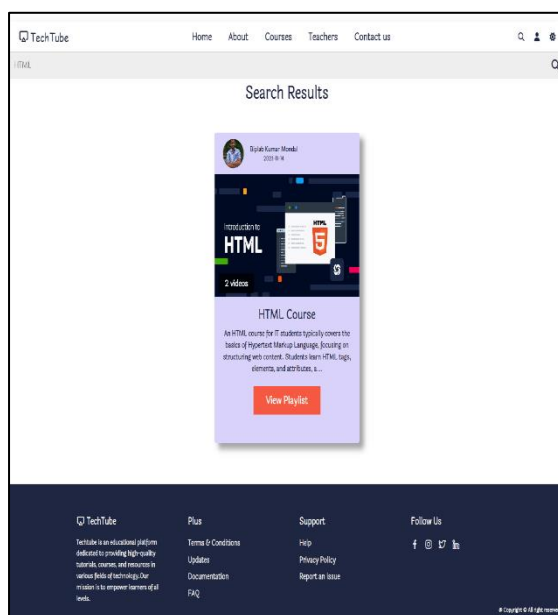 TechTube
Home About Courses Teachers Contact us
HTML
Search Results
Biplab Kumar Mondal
Introduction to
HTML
HTML
5
2 videos
HTML Course
An HTML course for IT students typically covers the
basics of Hypertext Markup Language, focusing on
structuring web content. Students learn HTML tags,
elements, and attributes, a...
View Playlist
TechTube
Techtube is an educational platform
dedicated to providing high-quality
tutorials, courses, and resources in
various fields of technology.Our
mission is to empower learners of all
levels.
Plus
Terms & Conditions
Updates
Documentation
FAQ
Support
Help
Privacy Policy
Report an Issue
Follow Us
# Copyright © All right reserve